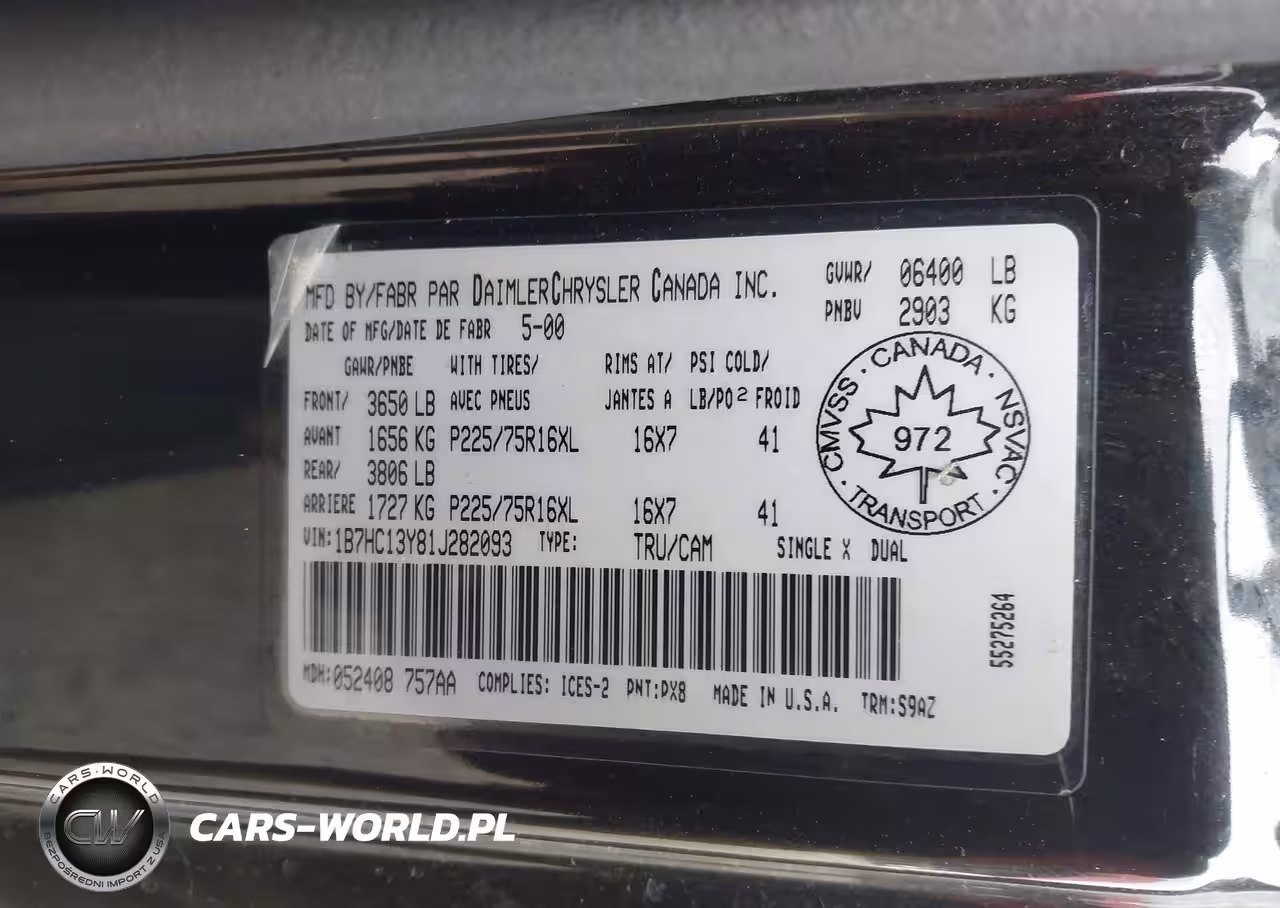 MFD BY/FABR PAR DAIMLERCHRYSLER CANADA INC.
GVWR/ 06400 LB
PNBV 2903 KG
DATE OF MFG/DATE DE FABR 5-00
GAWR/PNBE WITH TIRES/ RIMS AT/ PSI COLD/
FRONT/ 3650 LB AVEC PNEUS JANTES A LB/PO² FROID
AVANT 1656 KG P225/75R16XL 16X7 41
REAR/ 3806 LB
ARRIERE 1727 KG P225/75R16XL 16X7 41
CANADA · NSVAC · TRANSPORT · CMVSS ·
972
VIN:1B7HC13Y81J282093 TYPE: TRU/CAM SINGLE X DUAL
55275264
MDH:052408 757AA COMPLIES: ICES-2 PNT:PX8 MADE IN U.S.A. TRM:S9AZ
CARS-WORLD
CW
BEZPOŚREDNI IMPORT Z USA
CARS-WORLD.PL